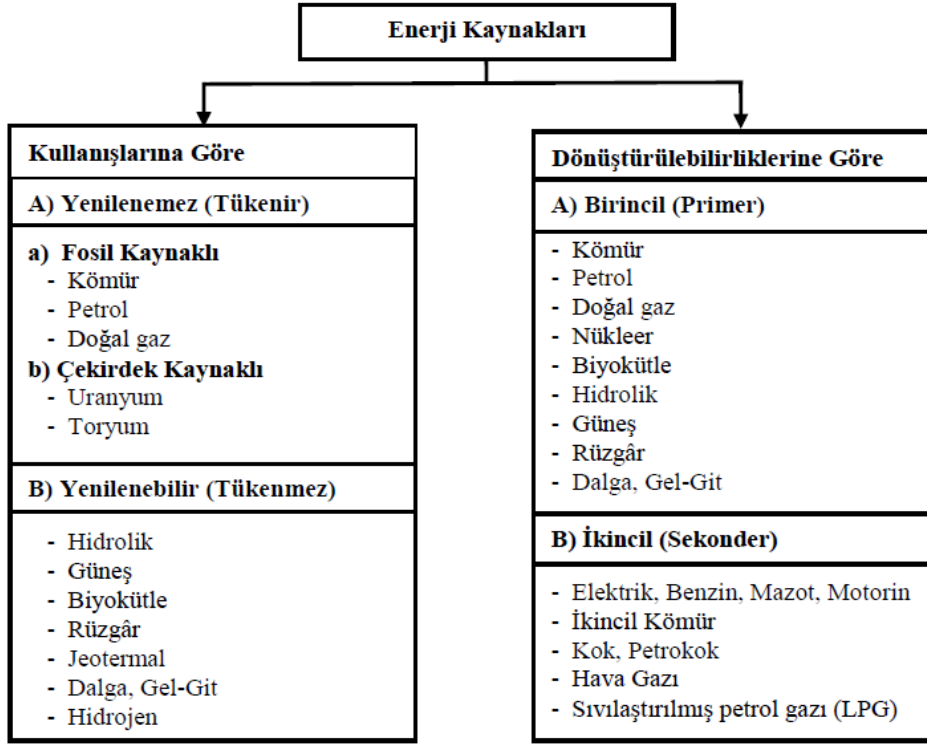 Enerji Kaynakları
Kullanışlarına Göre
A) Yenilenemez (Tükenir)
a) Fosil Kaynaklı
- Kömür
- Petrol
- Doğal gaz
b) Çekirdek Kaynaklı
- Uranyum
- Toryum
B) Yenilenebilir (Tükenmez)
- Hidrolik
- Güneş
- Biyokütle
- Rüzgâr
- Jeotermal
- Dalga, Gel-Git
- Hidrojen
Dönüştürülebilirliklerine Göre
A) Birincil (Primer)
- Kömür
- Petrol
- Doğal gaz
- Nükleer
- Biyokütle
- Hidrolik
- Güneş
- Rüzgâr
- Dalga, Gel-Git
B) İkincil (Sekonder)
- Elektrik, Benzin, Mazot, Motorin
- İkincil Kömür
- Kok, Petrokok
- Hava Gazı
- Sıvılaştırılmış petrol gazı (LPG)